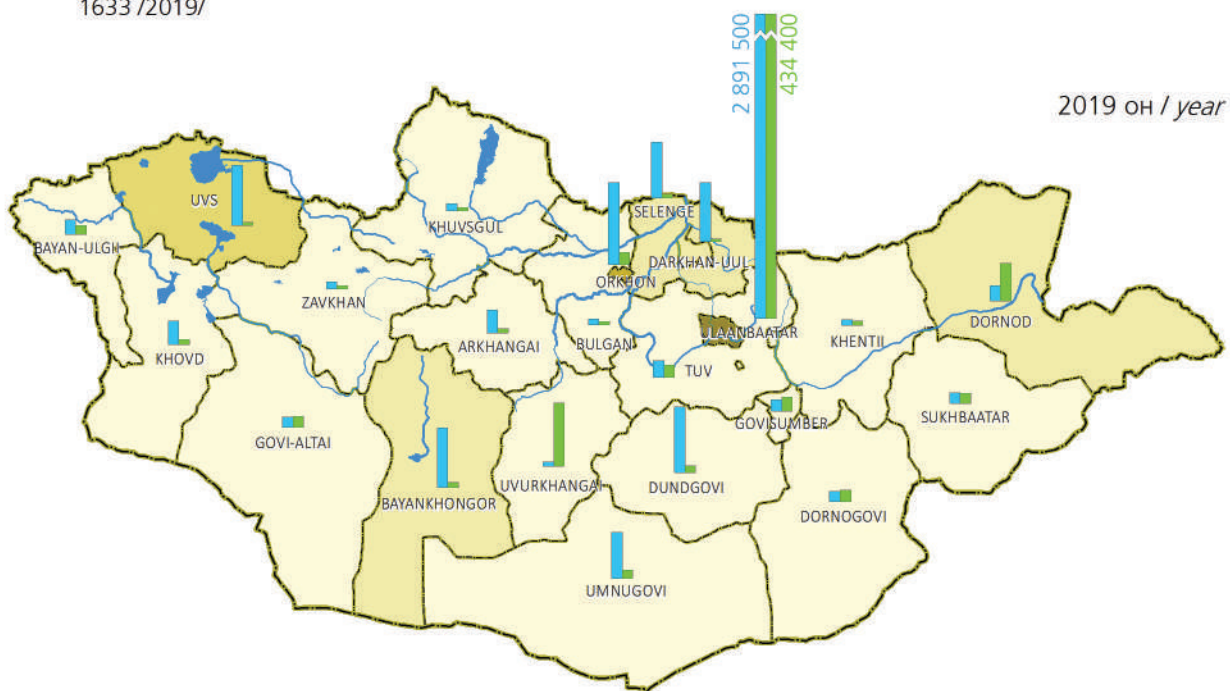 1633 /2019/
2 891 500
434 400
2019 он / year
UVS
BAYAN-ULGII
KHUVSGUL
SELENGE
DARKHAN-UUL
ORKHON
ZAVKHAN
ARKHANGAI
BULGAN
ULAANBAATAR
KHENTII
DORNOD
KHOVD
TUV
GOVISUMBER
SUKHBAATAR
GOVI-ALTAI
BAYANKHONGOR
UVURKHANGAI
DUNDGOVI
DORNOGOVI
UMNUGOVI